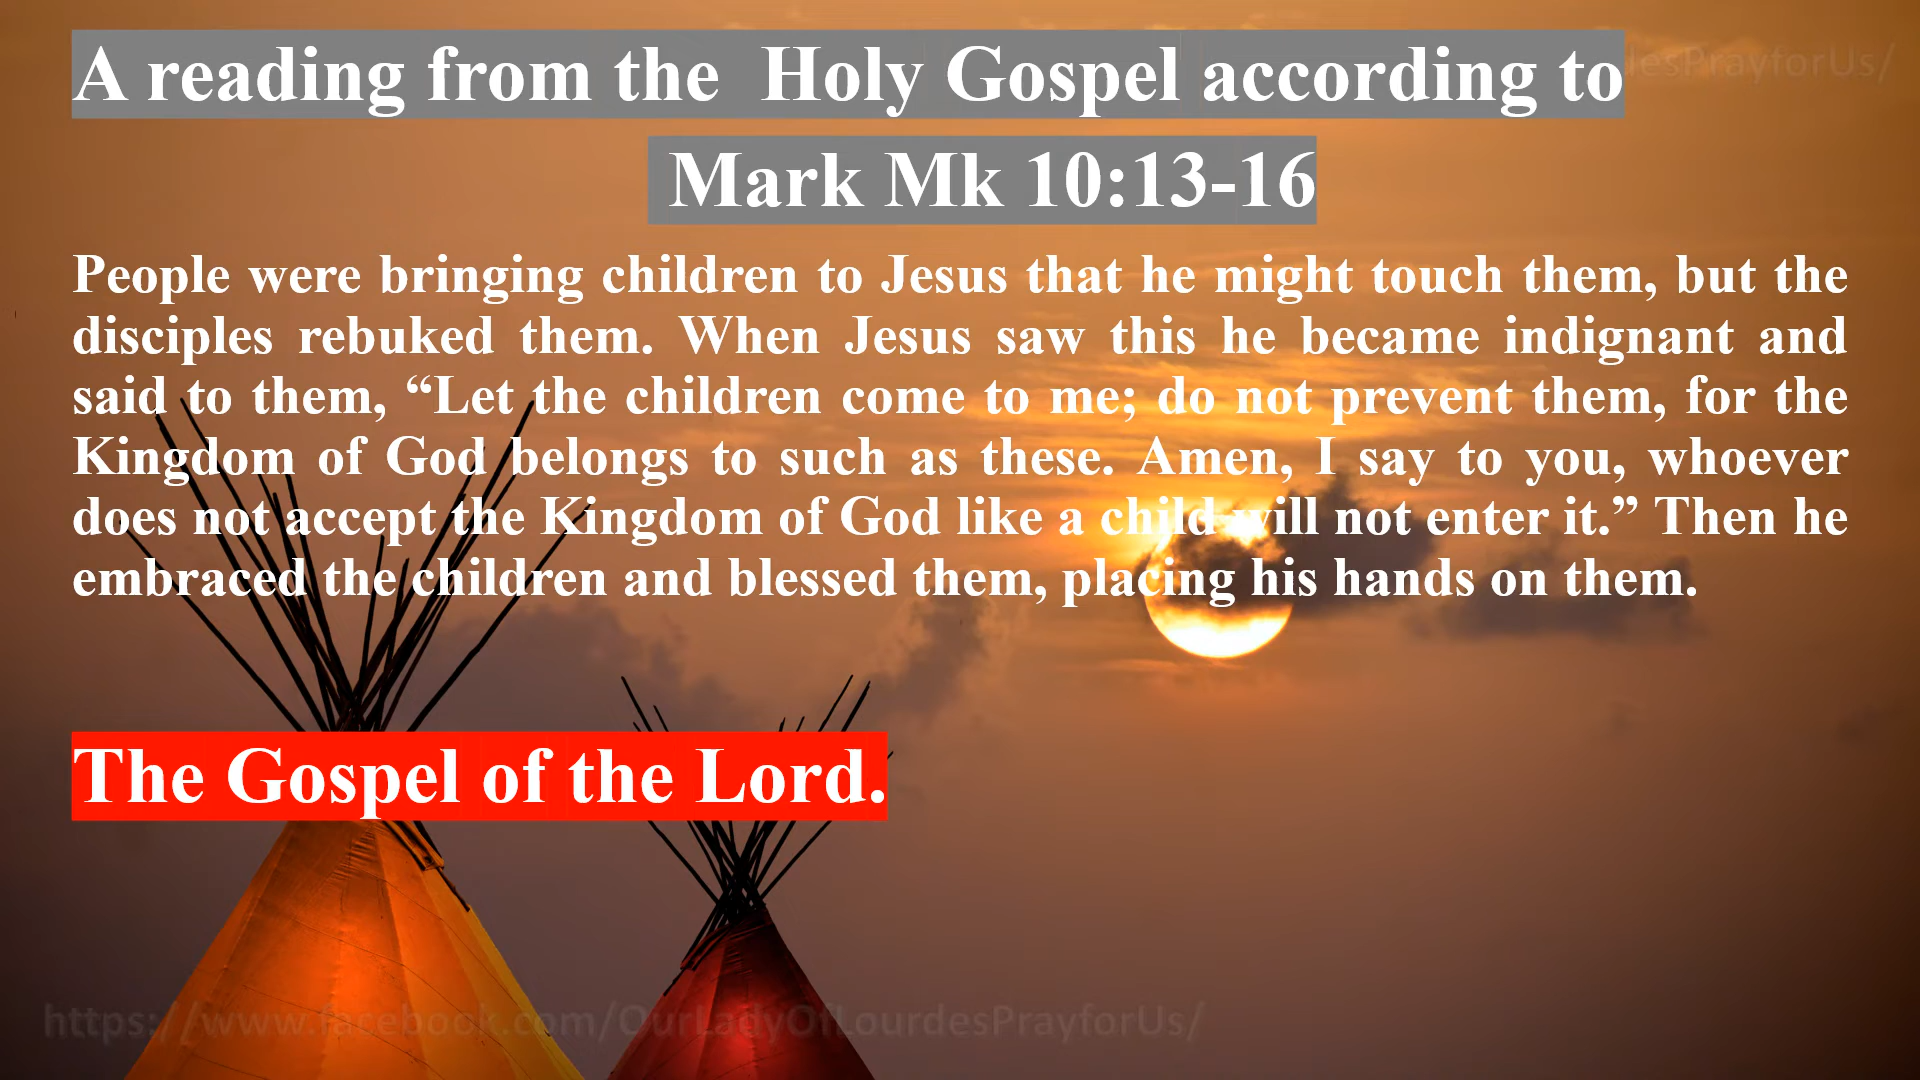 A reading from the  Holy Gospel according to
Mark Mk 10:13-16
People were bringing children to Jesus that he might touch them, but the
disciples rebuked them. When Jesus saw this he became indignant and
said to them, “Let the children come to me; do not prevent them, for the
Kingdom of God belongs to such as these. Amen, I say to you, whoever
does not accept the Kingdom of God like a child will not enter it.” Then he
embraced the children and blessed them, placing his hands on them.
The Gospel of the Lord.
https://www.facebook.com/OurLadyOfLourdesPrayforUs/